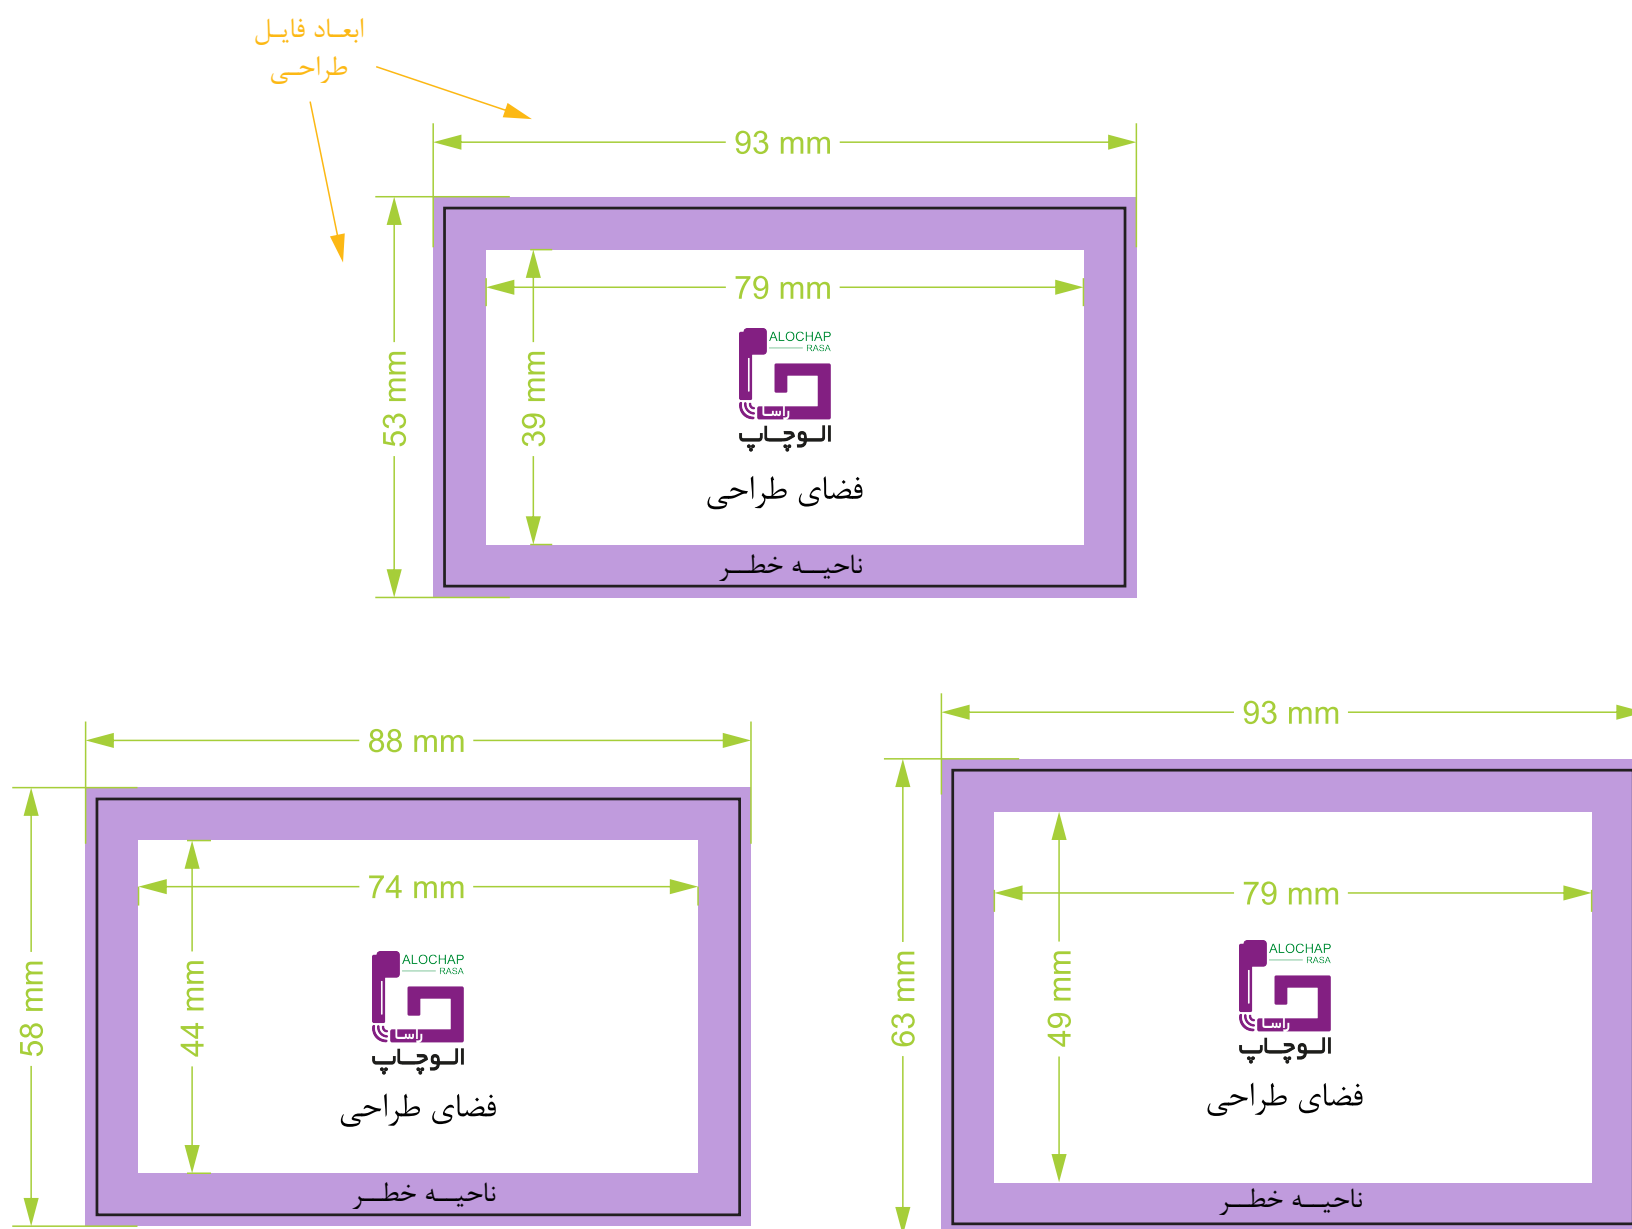 ابعاد فایل
طراحی
93 mm
79 mm
53 mm
39 mm
ALOCHAP
RASA
راسا
الوچاپ
فضای طراحی
ناحیه خطر
88 mm
74 mm
58 mm
44 mm
ALOCHAP
RASA
راسا
الوچاپ
فضای طراحی
ناحیه خطر
93 mm
79 mm
63 mm
49 mm
ALOCHAP
RASA
راسا
الوچاپ
فضای طراحی
ناحیه خطر